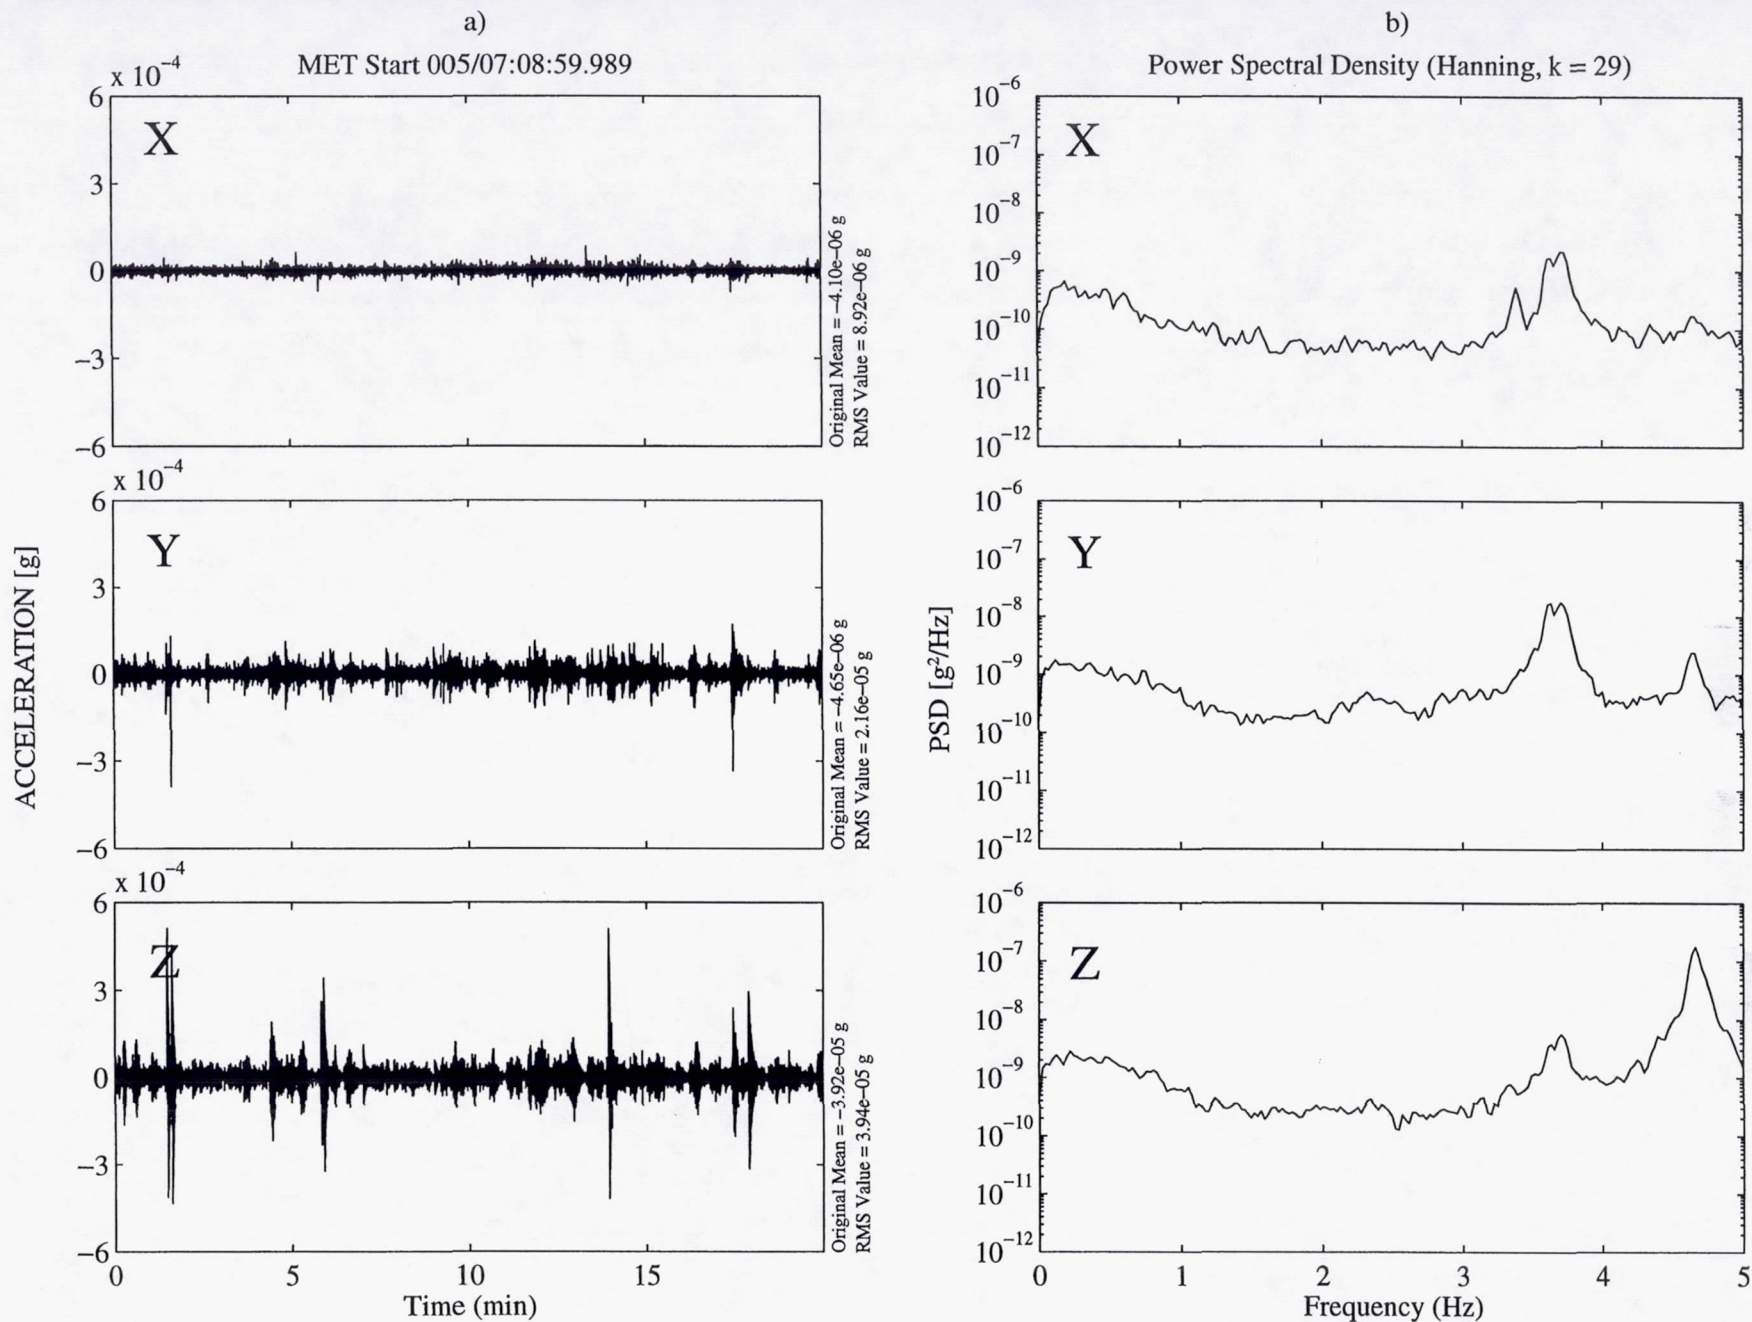 a)
MET Start 005/07:08:59.989
x 10⁻⁴
6
3
0
−3
−6
X
Original Mean = −4.10e−06 g
RMS Value = 8.92e−06 g
x 10⁻⁴
6
3
0
−3
−6
Y
Original Mean = −4.65e−06 g
RMS Value = 2.16e−05 g
x 10⁻⁴
6
3
0
−3
−6
Z
Original Mean = −3.92e−05 g
RMS Value = 3.94e−05 g
ACCELERATION [g]
0 5 10 15
Time (min)
b)
Power Spectral Density (Hanning, k = 29)
10⁻⁶
10⁻⁷
10⁻⁸
10⁻⁹
10⁻¹⁰
10⁻¹¹
10⁻¹²
X
10⁻⁶
10⁻⁷
10⁻⁸
10⁻⁹
10⁻¹⁰
10⁻¹¹
10⁻¹²
Y
10⁻⁶
10⁻⁷
10⁻⁸
10⁻⁹
10⁻¹⁰
10⁻¹¹
10⁻¹²
Z
PSD [g²/Hz]
0 1 2 3 4 5
Frequency (Hz)